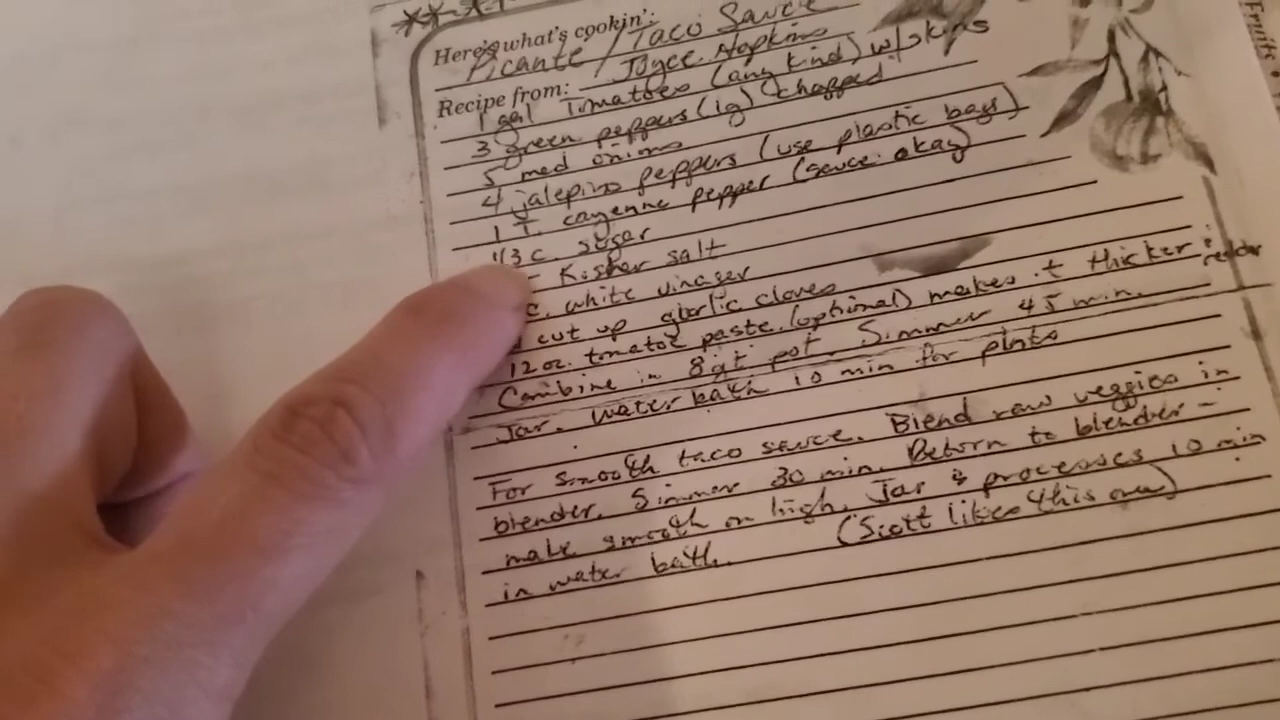 Here's what's cookin': Picante / Taco Sauce
Recipe from: Joyce Hopkins
1 gal Tomatoes (any kind) w/skins
3 green peppers (lg) chopped
5 med onions
4 jalepino peppers (use plastic bags)
1 T. cayenne pepper (sauce okay)
1/3 c. sugar
Kosher salt
c. white vinager
cut up garlic cloves
12 oz. tomatoe paste (optional) makes it thicker & redder
Combine in 8 qt pot. Simmer 45 min.
Jar. water bath 10 min for pints
For smooth taco sauce. Blend raw veggies in
blender. Simmer 30 min. Return to blender -
make smooth on high. Jar & processes 10 min
in water bath. (Scott likes this one)
Fruits